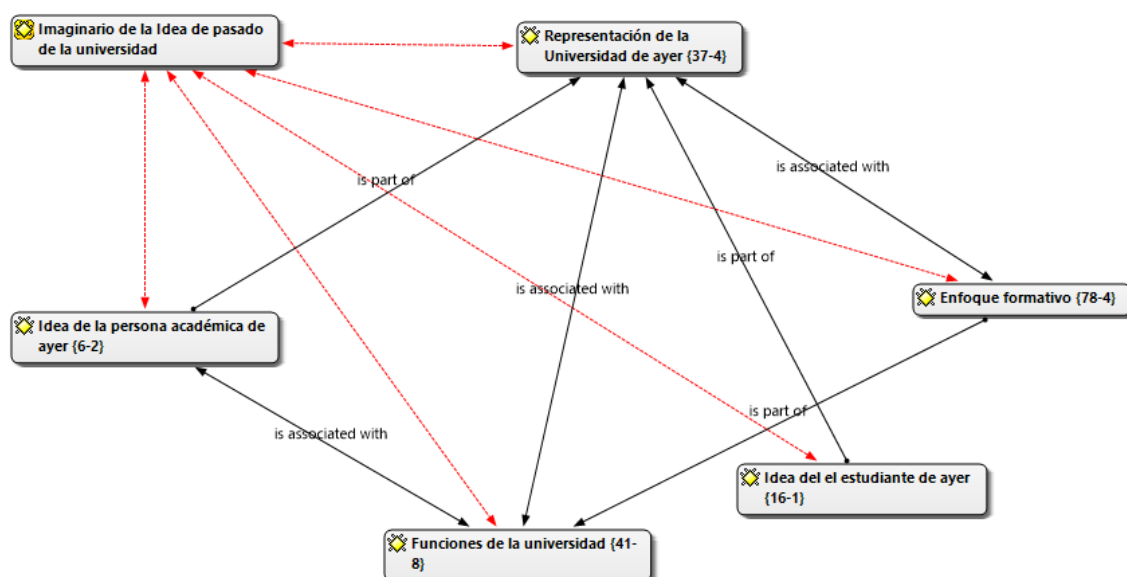 Imaginario de la Idea de pasado
de la universidad
Representación de la
Universidad de ayer {37-4}
is associated with
is part of
is part of
is associated with
Enfoque formativo {78-4}
Idea de la persona académica de
ayer {6-2}
is part of
is associated with
Idea del el estudiante de ayer
{16-1}
Funciones de la universidad {41-
8}